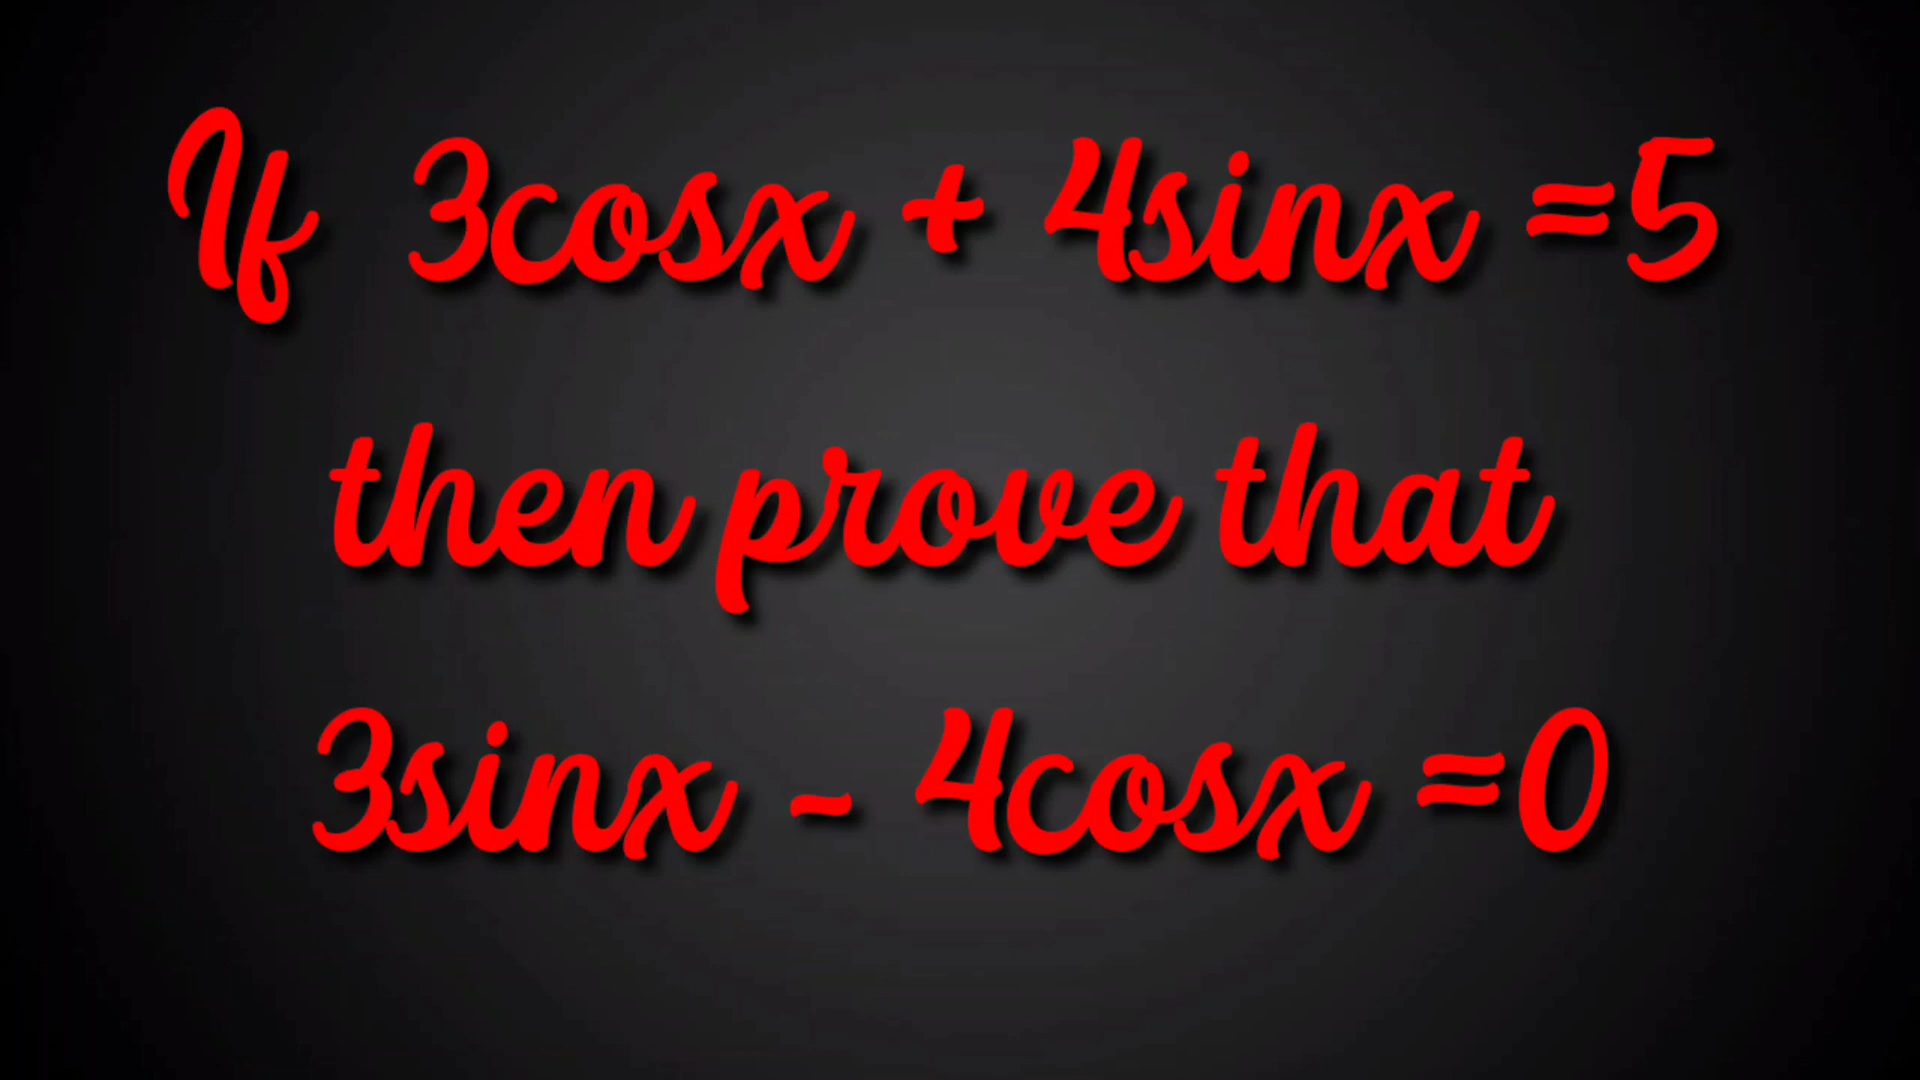 If 3cosx + 4sinx =5
then prove that
3sinx - 4cosx =0